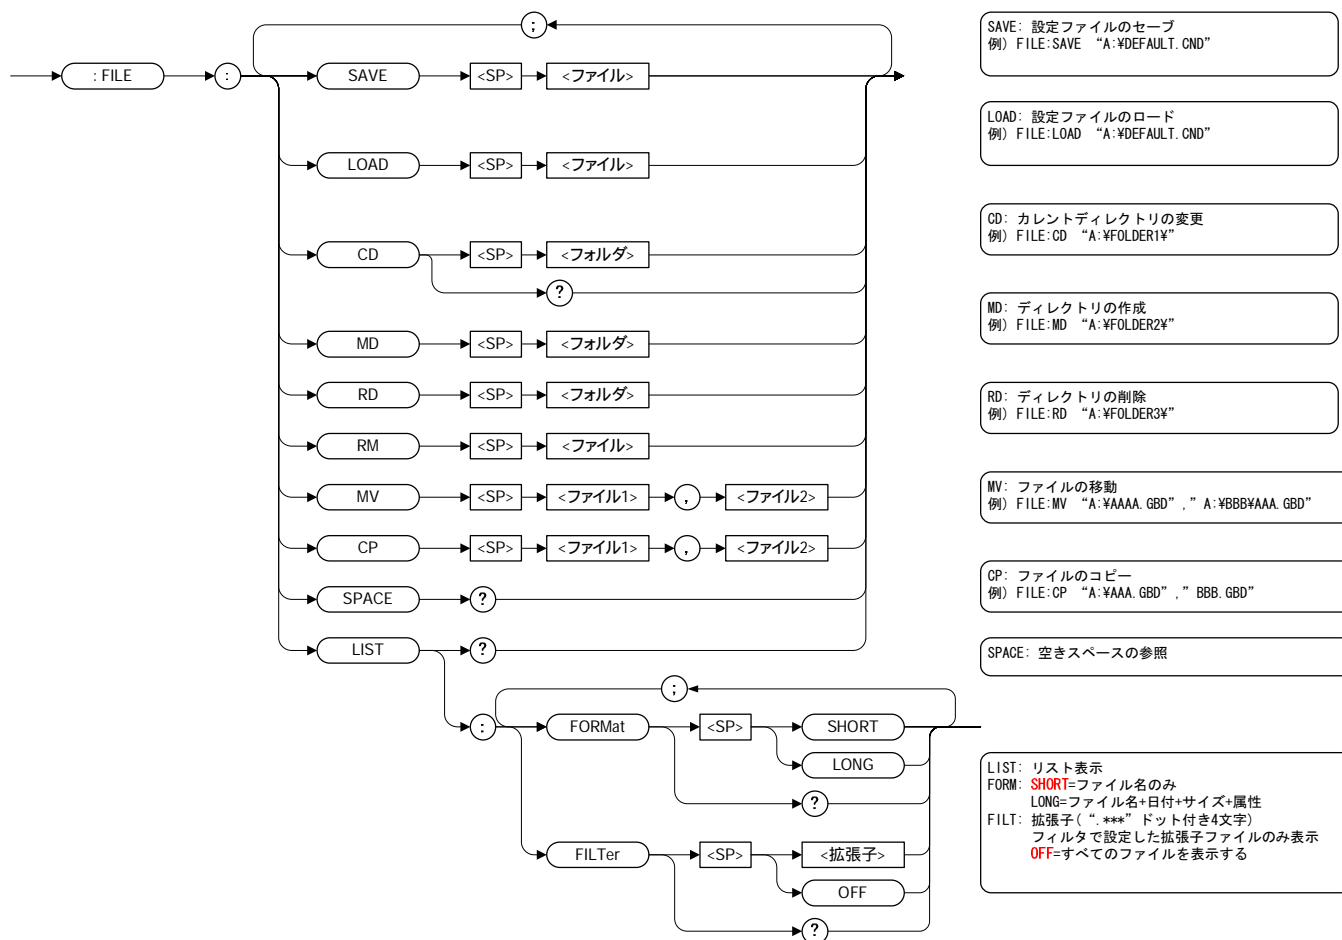 ;
: FILE
:
SAVE
<SP>
<ファイル>
LOAD
<SP>
<ファイル>
CD
<SP>
<フォルダ>
?
MD
<SP>
<フォルダ>
RD
<SP>
<フォルダ>
RM
<SP>
<ファイル>
MV
<SP>
<ファイル1>
,
<ファイル2>
CP
<SP>
<ファイル1>
,
<ファイル2>
SPACE
?
LIST
?
;
:
FORMat
<SP>
SHORT
LONG
?
FILTer
<SP>
<拡張子>
OFF
?
SAVE: 設定ファイルのセーブ
例) FILE:SAVE “A:¥DEFAULT.CND”
LOAD: 設定ファイルのロード
例) FILE:LOAD “A:¥DEFAULT.CND”
CD: カレントディレクトリの変更
例) FILE:CD “A:¥FOLDER1¥”
MD: ディレクトリの作成
例) FILE:MD “A:¥FOLDER2¥”
RD: ディレクトリの削除
例) FILE:RD “A:¥FOLDER3¥”
MV: ファイルの移動
例) FILE:MV “A:¥AAAA.GBD”,”A:¥BBB¥AAA.GBD”
CP: ファイルのコピー
例) FILE:CP “A:¥AAA.GBD”,”BBB.GBD”
SPACE: 空きスペースの参照
LIST: リスト表示
FORM: SHORT=ファイル名のみ
LONG=ファイル名+日付+サイズ+属性
FILT: 拡張子(“.***”ドット付き4文字)
フィルタで設定した拡張子ファイルのみ表示
OFF=すべてのファイルを表示する